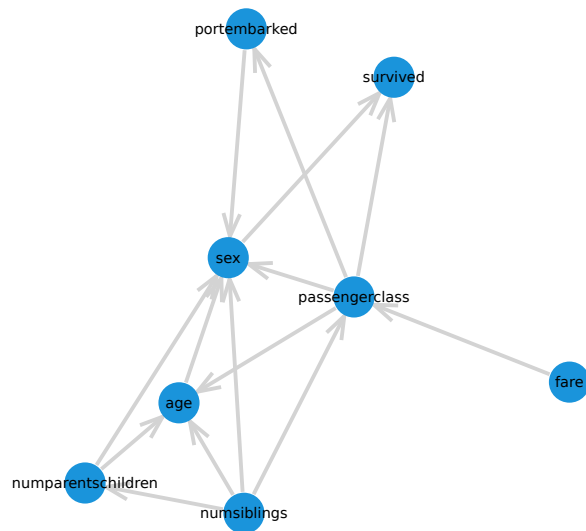 portembarked
survived
sex
passengerclass
fare
age
numparentschildren
numsiblings